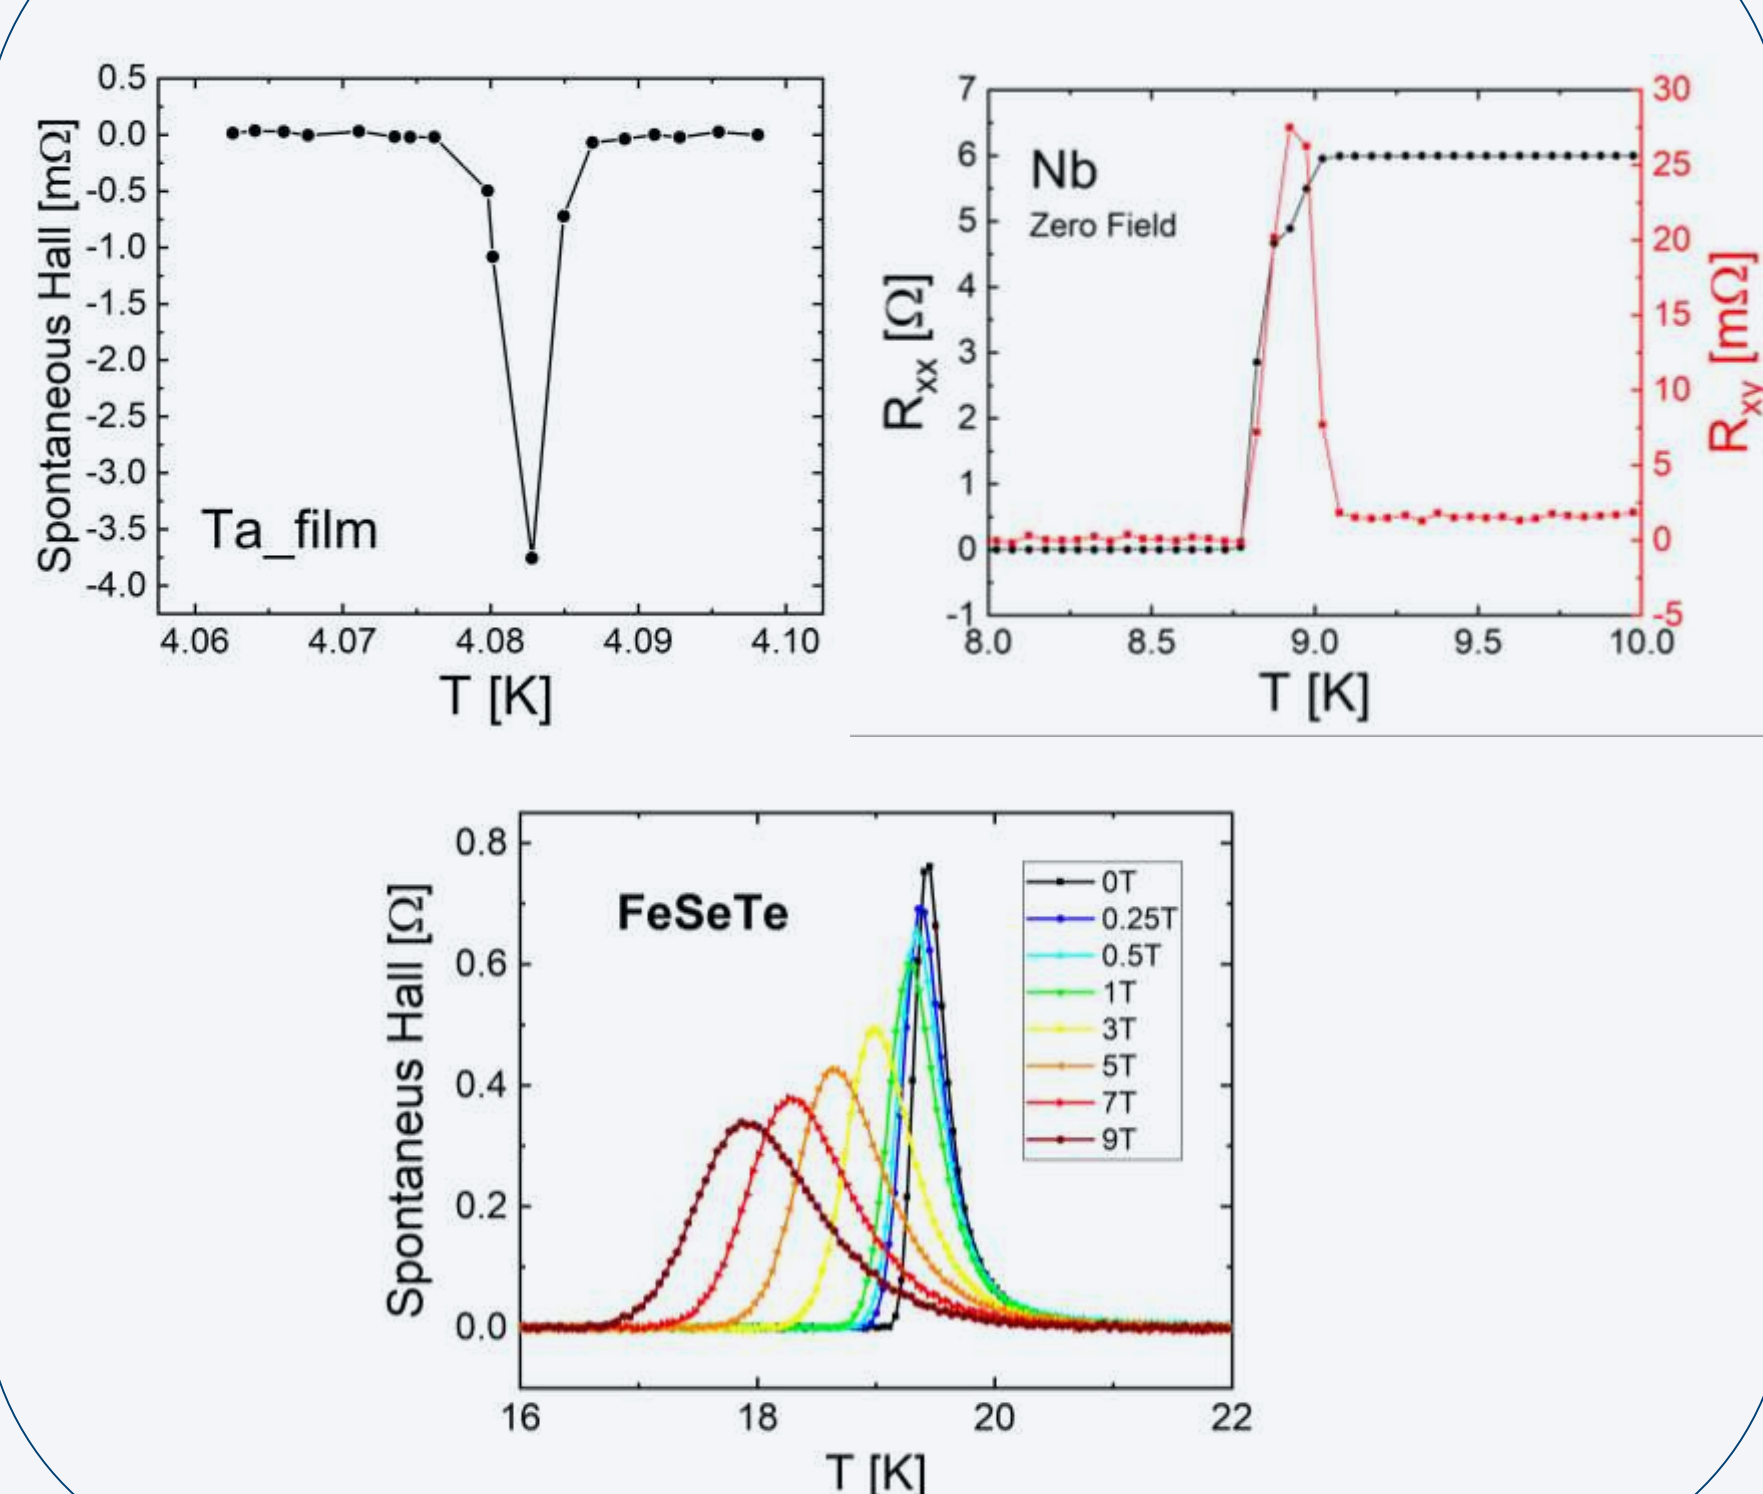 Spontaneous Hall [mΩ]
0.5
0.0
-0.5
-1.0
-1.5
-2.0
-2.5
-3.0
-3.5
-4.0
Ta_film
4.06 4.07 4.08 4.09 4.10
T [K]
Rxx [Ω]
7
6
5
4
3
2
1
0
-1
Nb
Zero Field
30
25
20
15
10
5
0
-5
Rxy [mΩ]
8.0 8.5 9.0 9.5 10.0
T [K]
Spontaneus Hall [Ω]
0.8
0.6
0.4
0.2
0.0
FeSeTe
0T
0.25T
0.5T
1T
3T
5T
7T
9T
16 18 20 22
T [K]